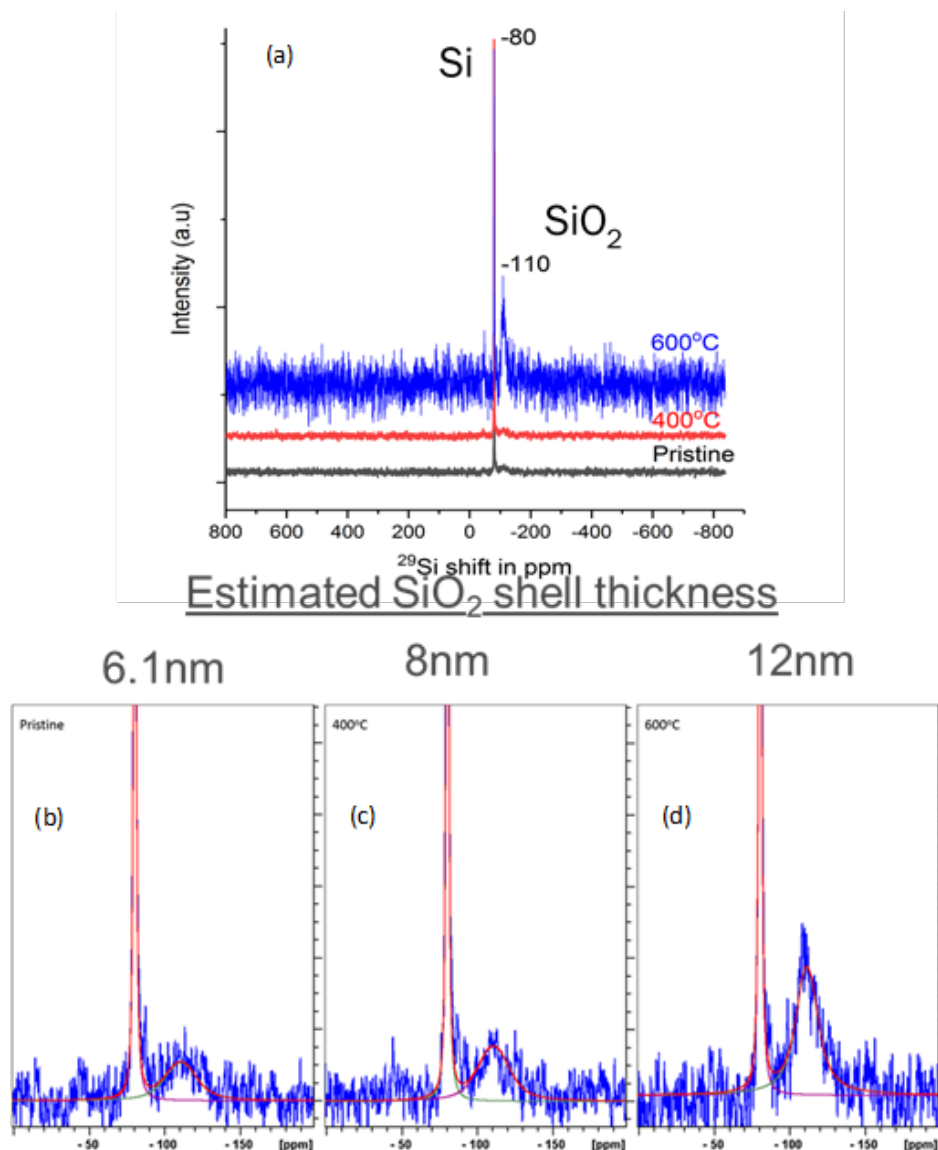 (a)
Si
-80
SiO₂
-110
Intensity (a.u)
600°C
400°C
Pristine
800 600 400 200 0 -200 -400 -600 -800
²⁹Si shift in ppm
Estimated SiO₂ shell thickness
6.1nm 8nm 12nm
Pristine 400°C 600°C
(b) (c) (d)
- 50 - 100 - 150 [ppm] - 50 - 100 - 150 [ppm] - 50 - 100 - 150 [ppm]